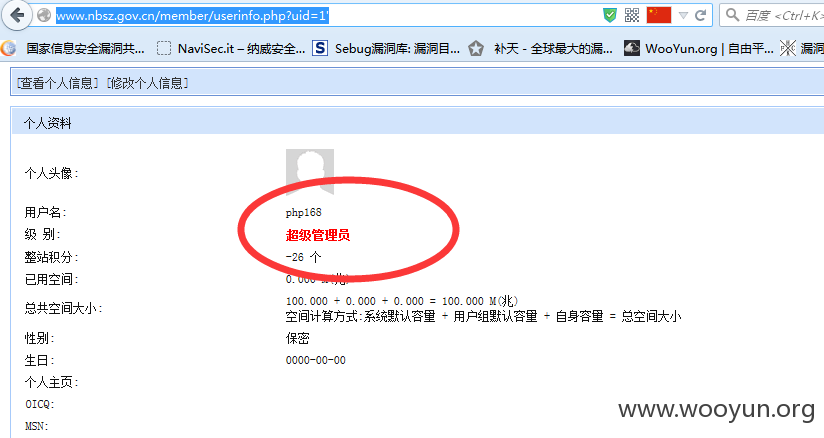 www.nbsz.gov.cn/member/userinfo.php?uid=1'
百度 <Ctrl+K>
国家信息安全漏洞共...
NaviSec.it – 纳威安全...
Sebug漏洞库: 漏洞目...
补天 - 全球最大的漏...
WooYun.org | 自由平...
漏洞
[查看个人信息] [修改个人信息]
个人资料
个人头像:
用户名: php168
级 别: 超级管理员
整站积分: -26 个
已用空间: 0.000 M(兆)
总共空间大小: 100.000 + 0.000 + 0.000 = 100.000 M(兆)
空间计算方式:系统默认容量 + 用户组默认容量 + 自身容量 = 总空间大小
性别: 保密
生日: 0000-00-00
个人主页:
OICQ:
MSN:
www.wooyun.org